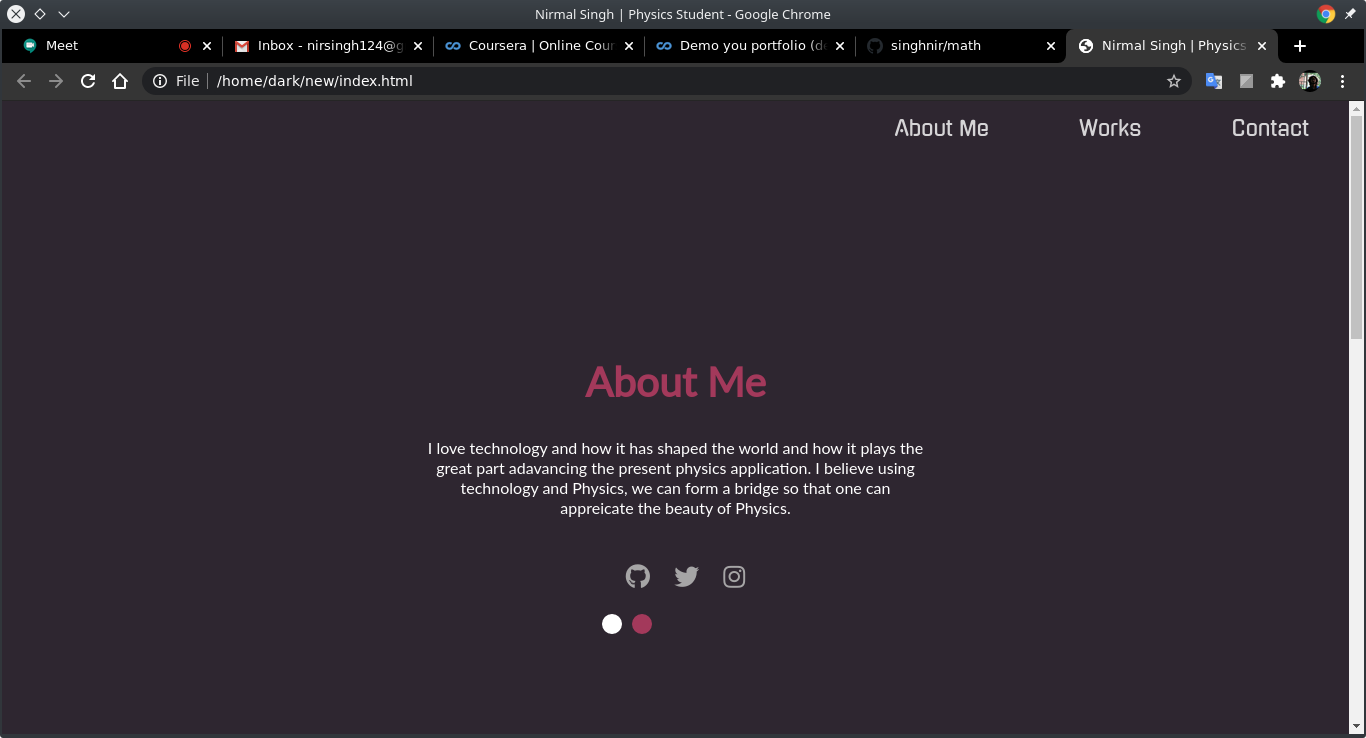 Nirmal Singh | Physics Student - Google Chrome
Meet
Inbox - nirsingh124@g
Coursera | Online Cour
Demo you portfolio (de
singhnir/math
Nirmal Singh | Physics
File
/home/dark/new/index.html
About Me
Works
Contact
About Me
I love technology and how it has shaped the world and how it plays the
great part adavancing the present physics application. I believe using
technology and Physics, we can form a bridge so that one can
appreicate the beauty of Physics.